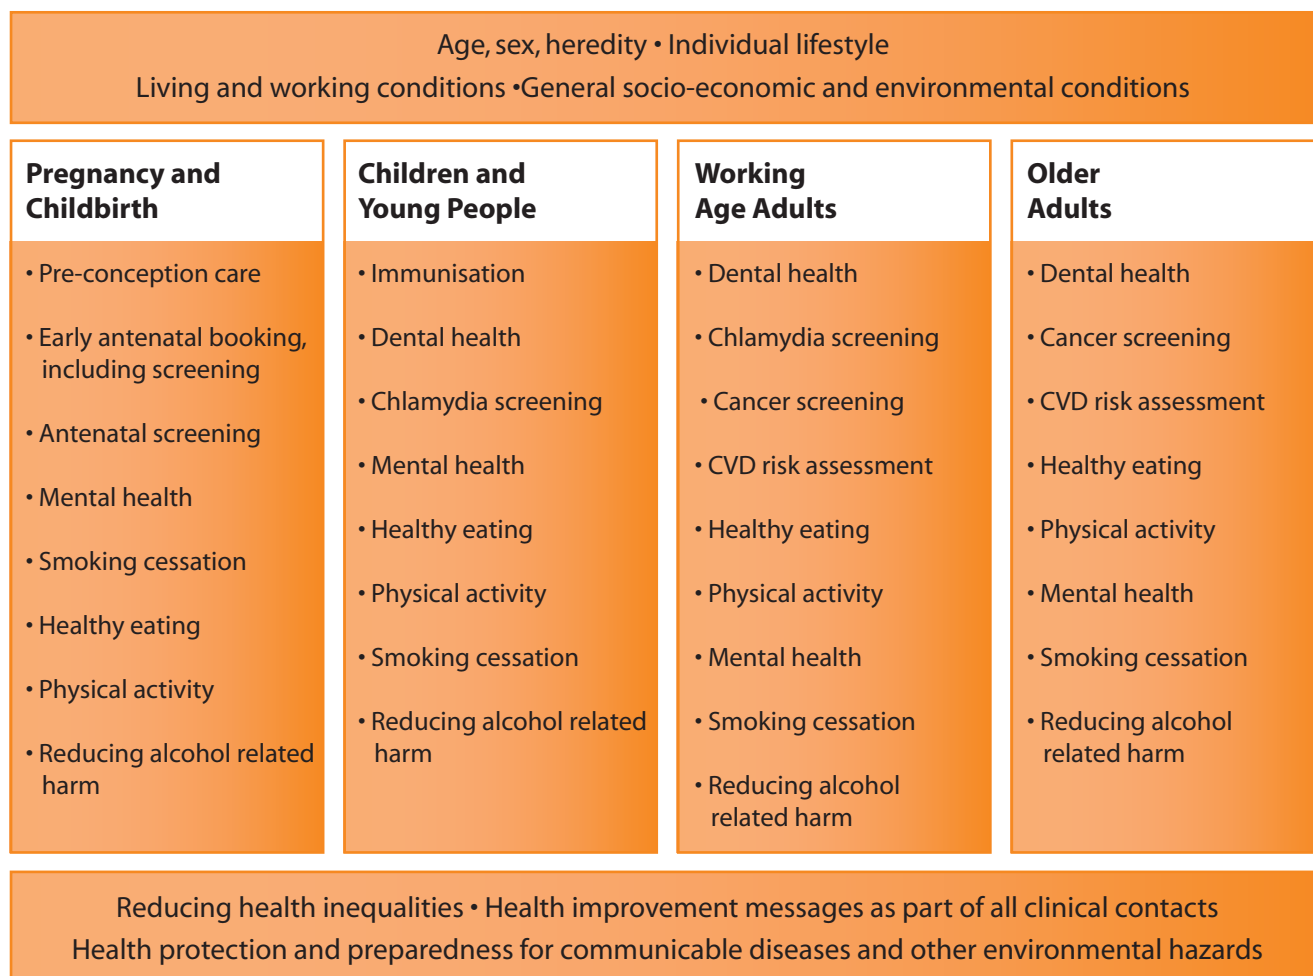 Age, sex, heredity • Individual lifestyle
Living and working conditions •General socio-economic and environmental conditions
Pregnancy and
Childbirth
• Pre-conception care
• Early antenatal booking,
including screening
• Antenatal screening
• Mental health
• Smoking cessation
• Healthy eating
• Physical activity
• Reducing alcohol related
harm
Children and
Young People
• Immunisation
• Dental health
• Chlamydia screening
• Mental health
• Healthy eating
• Physical activity
• Smoking cessation
• Reducing alcohol related
harm
Working
Age Adults
• Dental health
• Chlamydia screening
• Cancer screening
• CVD risk assessment
• Healthy eating
• Physical activity
• Mental health
• Smoking cessation
• Reducing alcohol
related harm
Older
Adults
• Dental health
• Cancer screening
• CVD risk assessment
• Healthy eating
• Physical activity
• Mental health
• Smoking cessation
• Reducing alcohol
related harm
Reducing health inequalities • Health improvement messages as part of all clinical contacts
Health protection and preparedness for communicable diseases and other environmental hazards